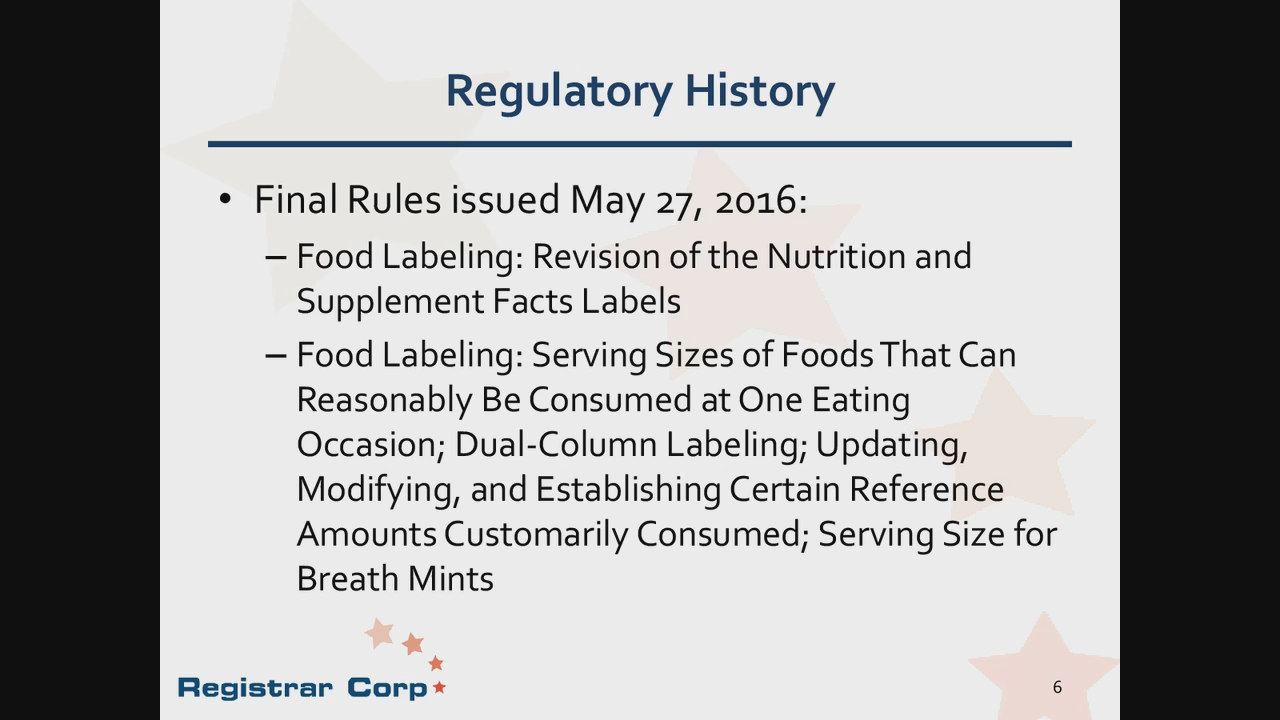 Regulatory History
• Final Rules issued May 27, 2016:
– Food Labeling: Revision of the Nutrition and
Supplement Facts Labels
– Food Labeling: Serving Sizes of Foods That Can
Reasonably Be Consumed at One Eating
Occasion; Dual-Column Labeling; Updating,
Modifying, and Establishing Certain Reference
Amounts Customarily Consumed; Serving Size for
Breath Mints
Registrar Corp
6